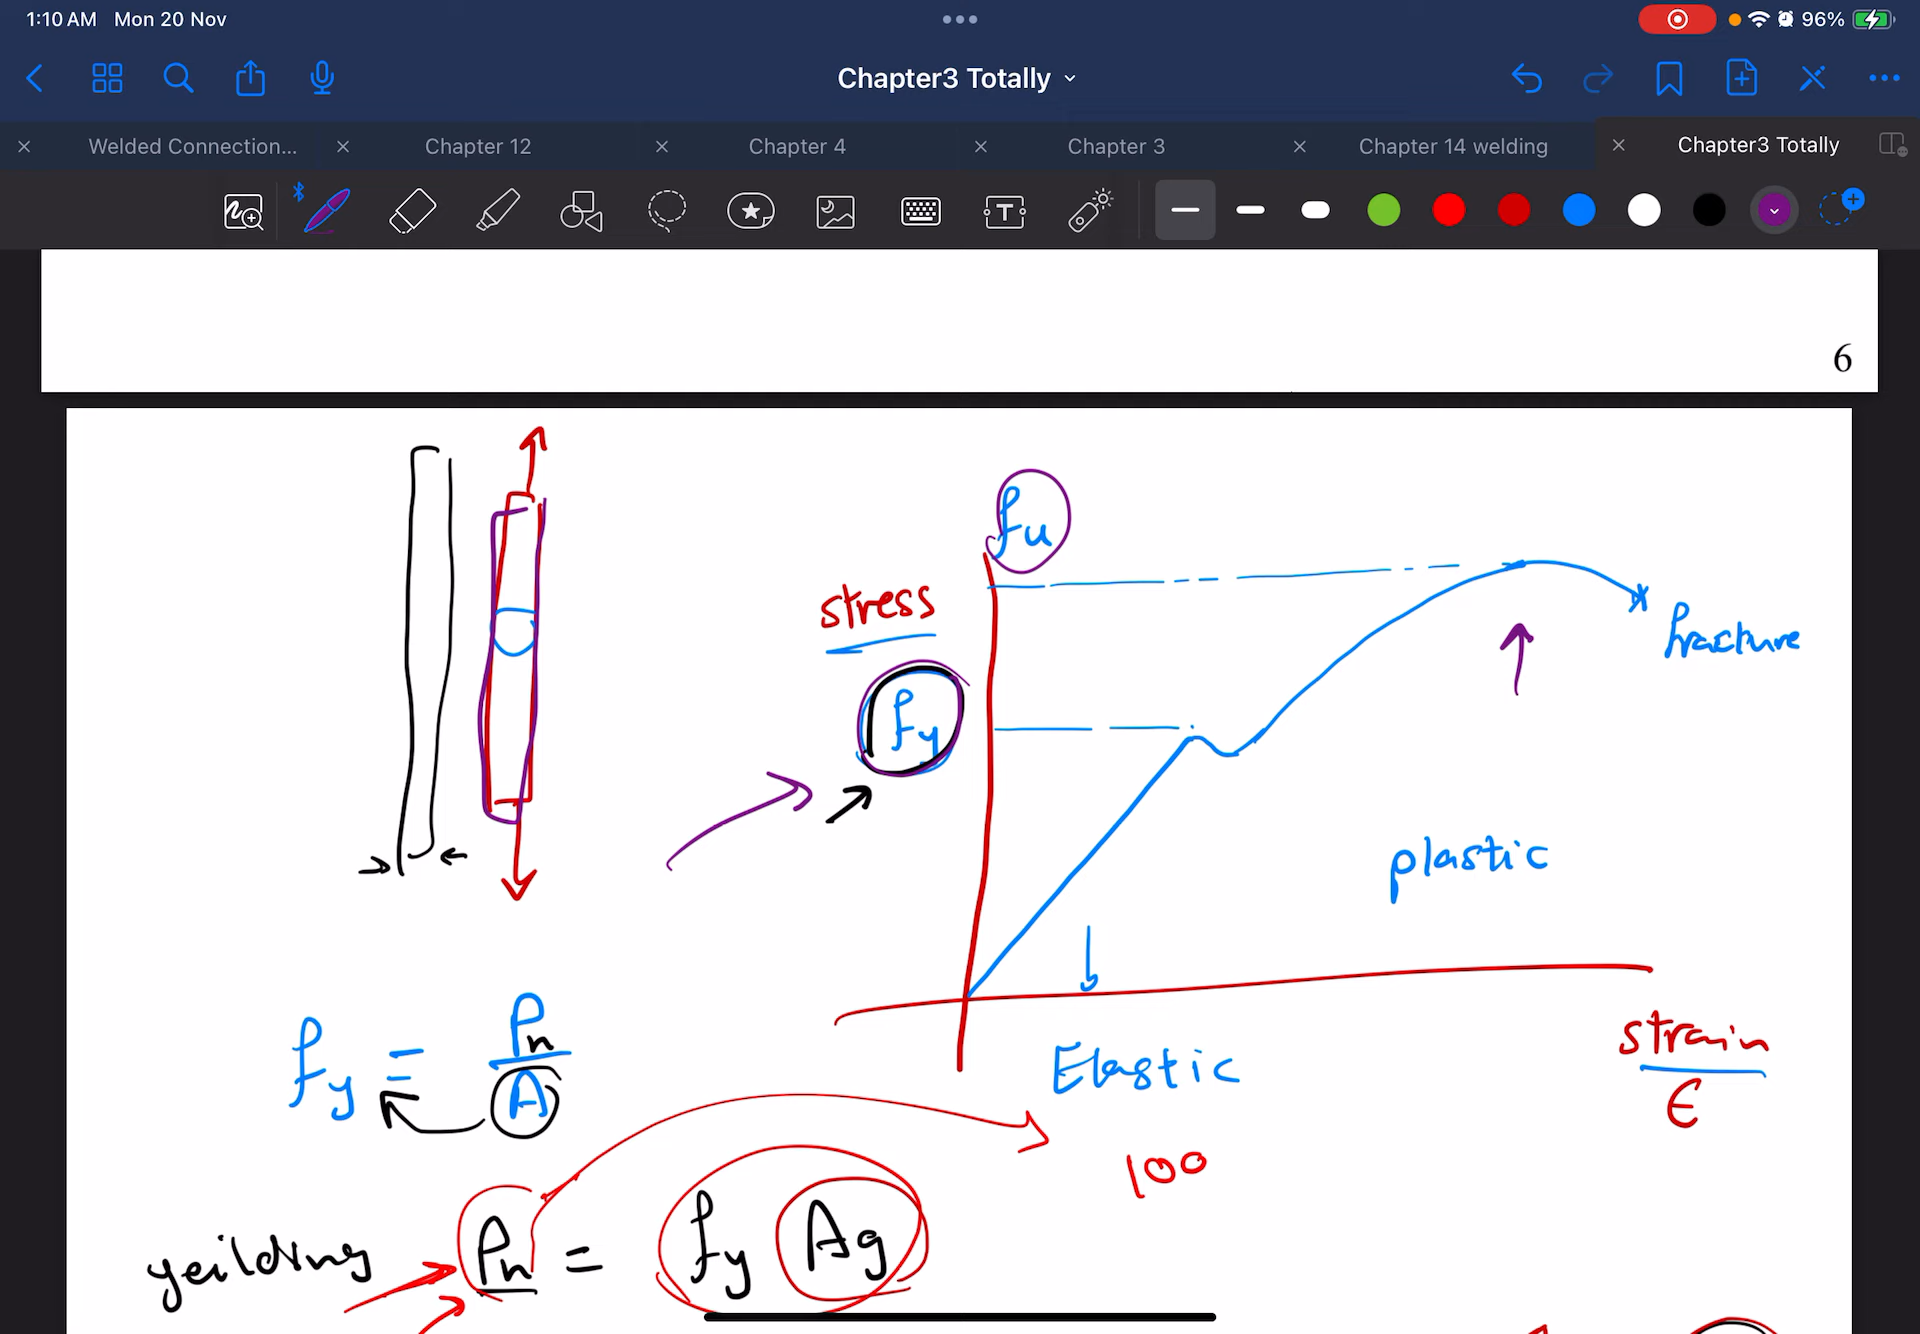 1:10 AM Mon 20 Nov
96%
Chapter3 Totally
Welded Connection...
Chapter 12
Chapter 4
Chapter 3
Chapter 14 welding
Chapter3 Totally
6
fu
stress
fracture
fy
plastic
fy = Pn / A
Elastic
strain
ϵ
100
yeilding Pn = fy Ag